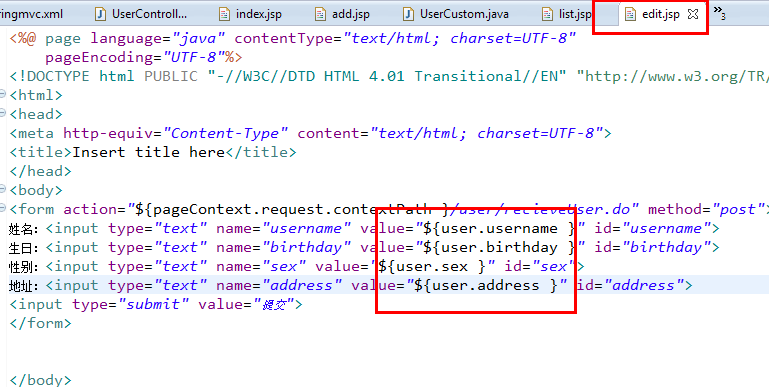 ringmvc.xml UserControll... index.jsp add.jsp UserCustom.java list.jsp edit.jsp »3
<%@ page language="java" contentType="text/html; charset=UTF-8"
pageEncoding="UTF-8"%>
<!DOCTYPE html PUBLIC "-//W3C//DTD HTML 4.01 Transitional//EN" "http://www.w3.org/TR/
<html>
<head>
<meta http-equiv="Content-Type" content="text/html; charset=UTF-8">
<title>Insert title here</title>
</head>
<body>
<form action="${pageContext.request.contextPath }/user/recieveUser.do" method="post">
姓名：<input type="text" name="username" value="${user.username }" id="username">
生日：<input type="text" name="birthday" value="${user.birthday }" id="birthday">
性别：<input type="text" name="sex" value="${user.sex }" id="sex">
地址：<input type="text" name="address" value="${user.address }" id="address">
<input type="submit" value="提交">
</form>
</body>